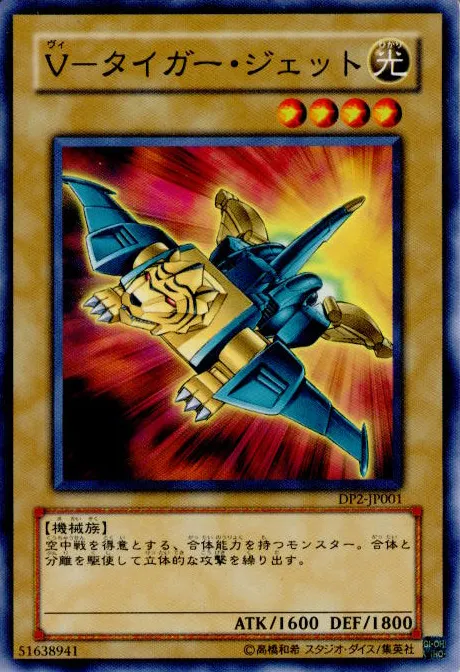 ヴィ
V－タイガー・ジェット
ひかり
光
DP2-JP001
【機械族】
空中戦を得意とする、合体能力を持つモンスター。合体と
分離を駆使して立体的な攻撃を繰り出す。
ATK/1600 DEF/1800
51638941
©高橋和希 スタジオ・ダイス/集英社